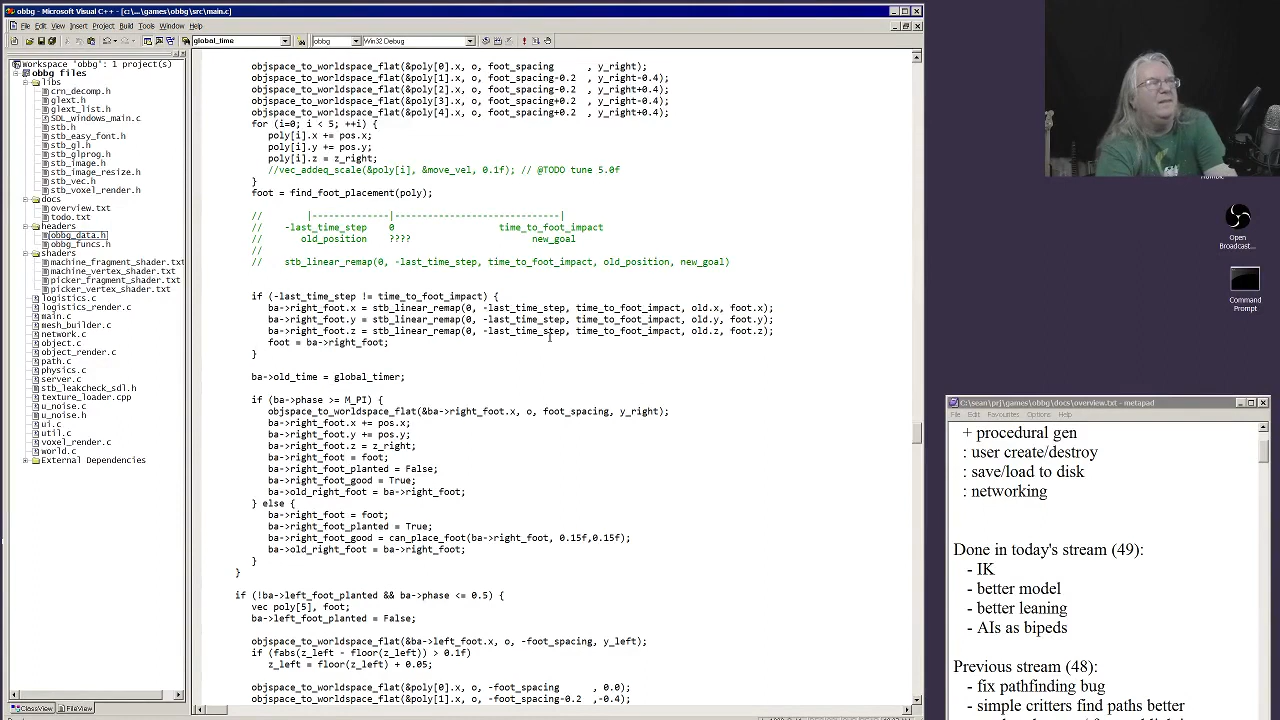 obbg - Microsoft Visual C++ - [c:\...\games\obbg\src\main.c]
File Edit View Insert Project Build Tools Window Help
global_time
obbg
Win32 Debug
Workspace 'obbg': 1 project(s)
obbg files
libs
crn_decomp.h
glext.h
glext_list.h
SDL_windows_main.c
stb.h
stb_easy_font.h
stb_gl.h
stb_glprog.h
stb_image.h
stb_image_resize.h
stb_vec.h
stb_voxel_render.h
docs
overview.txt
todo.txt
headers
obbg_data.h
obbg_funcs.h
shaders
machine_fragment_shader.txt
machine_vertex_shader.txt
picker_fragment_shader.txt
picker_vertex_shader.txt
logistics.c
logistics_render.c
main.c
mesh_builder.c
network.c
object.c
object_render.c
path.c
physics.c
server.c
stb_leakcheck_sdl.h
texture_loader.cpp
u_noise.c
u_noise.h
ui.c
util.c
voxel_render.c
world.c
External Dependencies
ClassView
FileView
objspace_to_worldspace_flat(&poly[0].x, o, foot_spacing    , y_right);
objspace_to_worldspace_flat(&poly[1].x, o, foot_spacing-0.2 , y_right-0.4);
objspace_to_worldspace_flat(&poly[2].x, o, foot_spacing-0.2 , y_right+0.4);
objspace_to_worldspace_flat(&poly[3].x, o, foot_spacing+0.2 , y_right+0.4);
objspace_to_worldspace_flat(&poly[4].x, o, foot_spacing+0.2 , y_right-0.4);
for (i=0; i < 5; ++i) {
poly[i].x += pos.x;
poly[i].y += pos.y;
poly[i].z = z_right;
//vec_addeq_scale(&poly[i], &move_vel, 0.1f); // @TODO tune 5.0f
}
foot = find_foot_placement(poly);
//        |--------------|------------------------------|
//    -last_time_step    0                   time_to_foot_impact
//       old_position    ????                      new_goal
//
//    stb_linear_remap(0, -last_time_step, time_to_foot_impact, old_position, new_goal)
if (-last_time_step != time_to_foot_impact) {
ba->right_foot.x = stb_linear_remap(0, -last_time_step, time_to_foot_impact, old.x, foot.x);
ba->right_foot.y = stb_linear_remap(0, -last_time_step, time_to_foot_impact, old.y, foot.y);
ba->right_foot.z = stb_linear_remap(0, -last_time_step, time_to_foot_impact, old.z, foot.z);
foot = ba->right_foot;
}
ba->old_time = global_timer;
if (ba->phase >= M_PI) {
objspace_to_worldspace_flat(&ba->right_foot.x, o, foot_spacing, y_right);
ba->right_foot.x += pos.x;
ba->right_foot.y += pos.y;
ba->right_foot.z = z_right;
ba->right_foot = foot;
ba->right_foot_planted = False;
ba->right_foot_good = True;
ba->old_right_foot = ba->right_foot;
} else {
ba->right_foot = foot;
ba->right_foot_planted = True;
ba->right_foot_good = can_place_foot(ba->right_foot, 0.15f,0.15f);
ba->old_right_foot = ba->right_foot;
}
}
if (!ba->left_foot_planted && ba->phase <= 0.5) {
vec poly[5], foot;
ba->left_foot_planted = False;
objspace_to_worldspace_flat(&ba->left_foot.x, o, -foot_spacing, y_left);
if (fabs(z_left - floor(z_left)) > 0.1f)
z_left = floor(z_left) + 0.05;
objspace_to_worldspace_flat(&poly[0].x, o, -foot_spacing    , 0.0);
objspace_to_worldspace_flat(&poly[1].x, o, -foot_spacing-0.2 , -0.4);
Open
Broadcast...
Command
Prompt
C:\sean\prj\games\obbg\docs\overview.txt - metapad
File Edit Favourites Options Help
+ procedural gen
: user create/destroy
: save/load to disk
: networking
Done in today's stream (49):
- IK
- better model
- better leaning
- AIs as bipeds
Previous stream (48):
- fix pathfinding bug
- simple critters find paths better